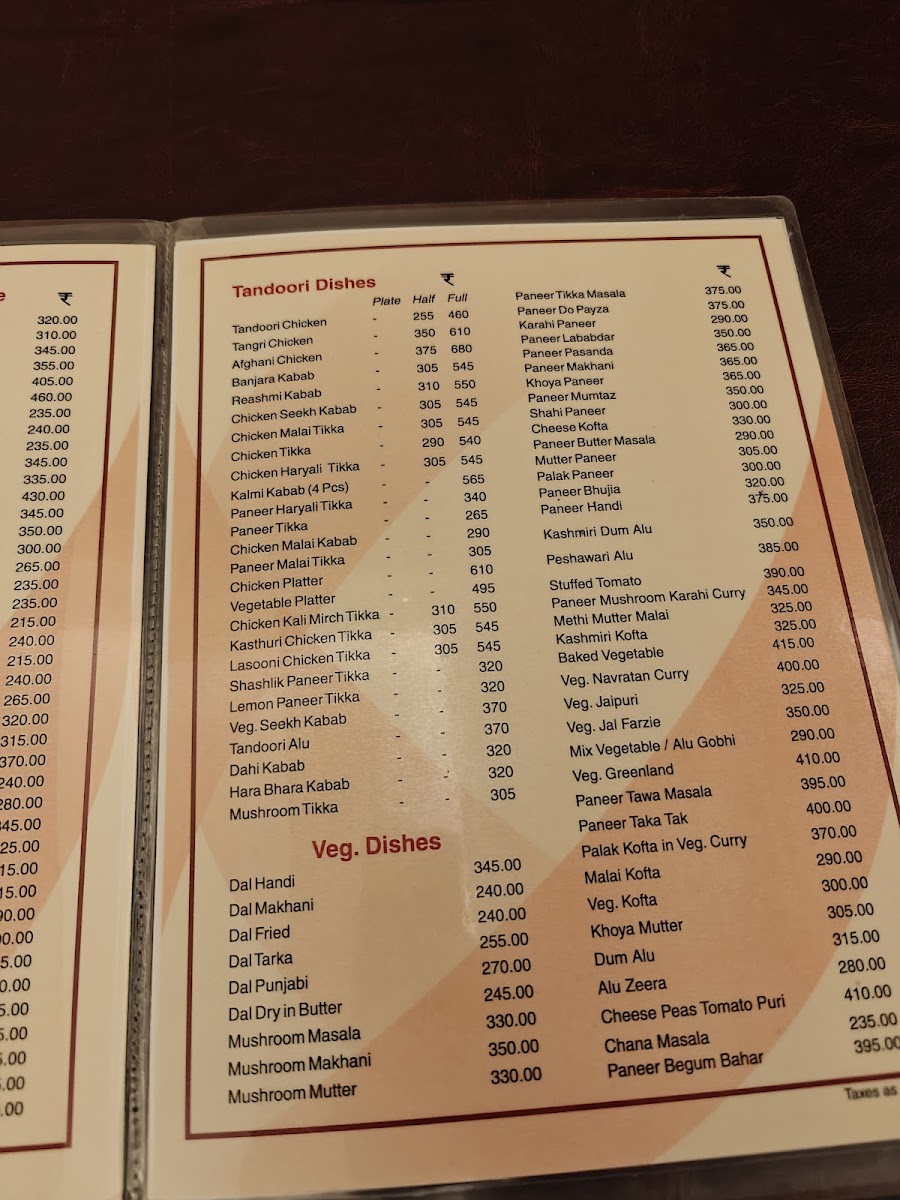 ₹
320.00
310.00
345.00
355.00
405.00
460.00
235.00
240.00
235.00
345.00
335.00
430.00
345.00
350.00
300.00
265.00
235.00
235.00
215.00
240.00
215.00
240.00
265.00
320.00
315.00
370.00
240.00
280.00
Tandoori Dishes ₹
Plate Half Full
Tandoori Chicken - 255 460
Tangri Chicken - 350 610
Afghani Chicken - 375 680
Banjara Kabab - 305 545
Reashmi Kabab - 310 550
Chicken Seekh Kabab - 305 545
Chicken Malai Tikka - 305 545
Chicken Tikka - 290 540
Chicken Haryali Tikka - 305 545
Kalmi Kabab (4 Pcs) - - 565
Paneer Haryali Tikka - - 340
Paneer Tikka - - 265
Chicken Malai Kabab - - 290
Paneer Malai Tikka - - 305
Chicken Platter - - 610
Vegetable Platter - - 495
Chicken Kali Mirch Tikka - 310 550
Kasthuri Chicken Tikka - 305 545
Lasooni Chicken Tikka - 305 545
Shashlik Paneer Tikka - - 320
Lemon Paneer Tikka - - 320
Veg. Seekh Kabab - - 370
Tandoori Alu - - 370
Dahi Kabab - - 320
Hara Bhara Kabab - - 320
Mushroom Tikka - - 305
Veg. Dishes
Dal Handi 345.00
Dal Makhani 240.00
Dal Fried 240.00
Dal Tarka 255.00
Dal Punjabi 270.00
Dal Dry in Butter 245.00
Mushroom Masala 330.00
Mushroom Makhani 350.00
Mushroom Mutter 330.00
₹
Paneer Tikka Masala 375.00
Paneer Do Payza 375.00
Karahi Paneer 290.00
Paneer Lababdar 350.00
Paneer Pasanda 365.00
Paneer Makhani 365.00
Khoya Paneer 365.00
Paneer Mumtaz 350.00
Shahi Paneer 300.00
Cheese Kofta 330.00
Paneer Butter Masala 290.00
Mutter Paneer 305.00
Palak Paneer 300.00
Paneer Bhujia 320.00
Paneer Handi 375.00
Kashmiri Dum Alu 350.00
Peshawari Alu 385.00
Stuffed Tomato 390.00
Paneer Mushroom Karahi Curry 345.00
Methi Mutter Malai 325.00
Kashmiri Kofta 325.00
Baked Vegetable 415.00
Veg. Navratan Curry 400.00
Veg. Jaipuri 325.00
Veg. Jal Farzie 350.00
Mix Vegetable / Alu Gobhi 290.00
Veg. Greenland 410.00
Paneer Tawa Masala 395.00
Paneer Taka Tak 400.00
Palak Kofta in Veg. Curry 370.00
Malai Kofta 290.00
Veg. Kofta 300.00
Khoya Mutter 305.00
Dum Alu 315.00
Alu Zeera 280.00
Cheese Peas Tomato Puri 410.00
Chana Masala 235.00
Paneer Begum Bahar 395.00
Taxes as